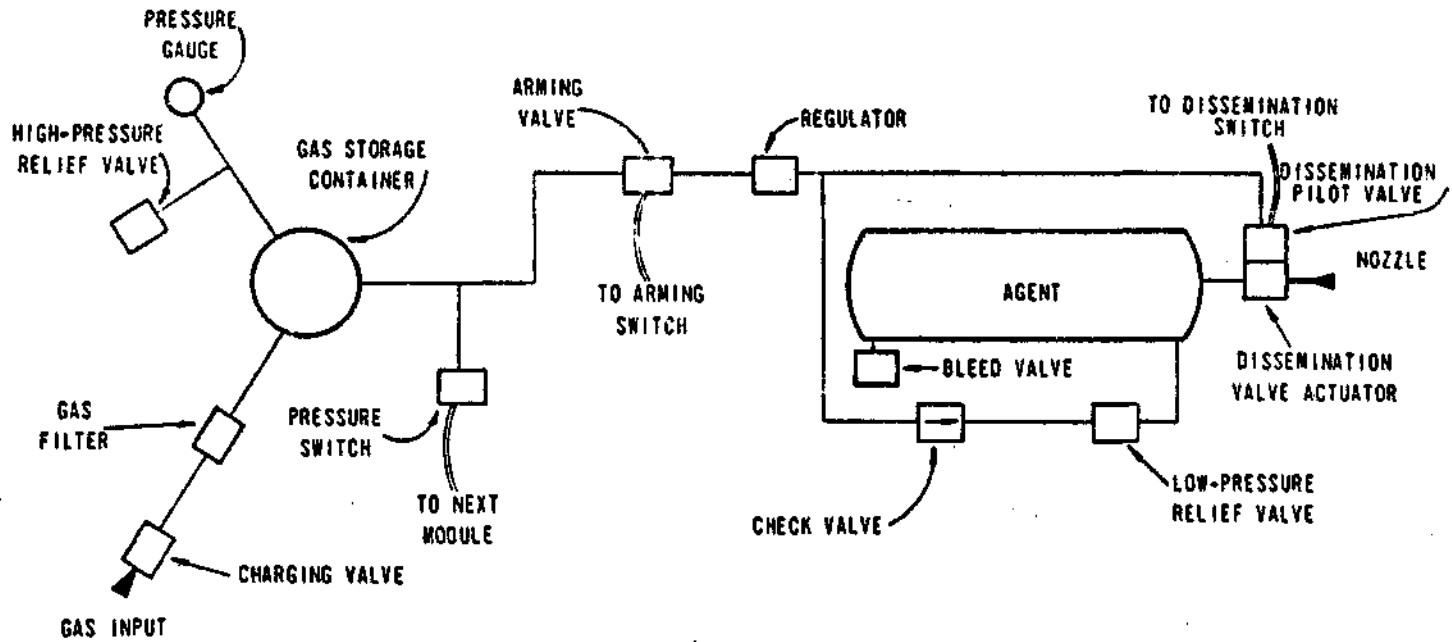 PRESSURE
GAUGE
HIGH-PRESSURE
RELIEF VALVE
GAS STORAGE
CONTAINER
ARMING
VALVE
REGULATOR
TO DISSEMINATION
SWITCH
DISSEMINATION
PILOT VALVE
NOZZLE
AGENT
TO ARMING
SWITCH
BLEED VALVE
DISSEMINATION
VALVE ACTUATOR
GAS
FILTER
PRESSURE
SWITCH
TO NEXT
MODULE
CHECK VALVE
LOW-PRESSURE
RELIEF VALVE
CHARGING VALVE
GAS INPUT